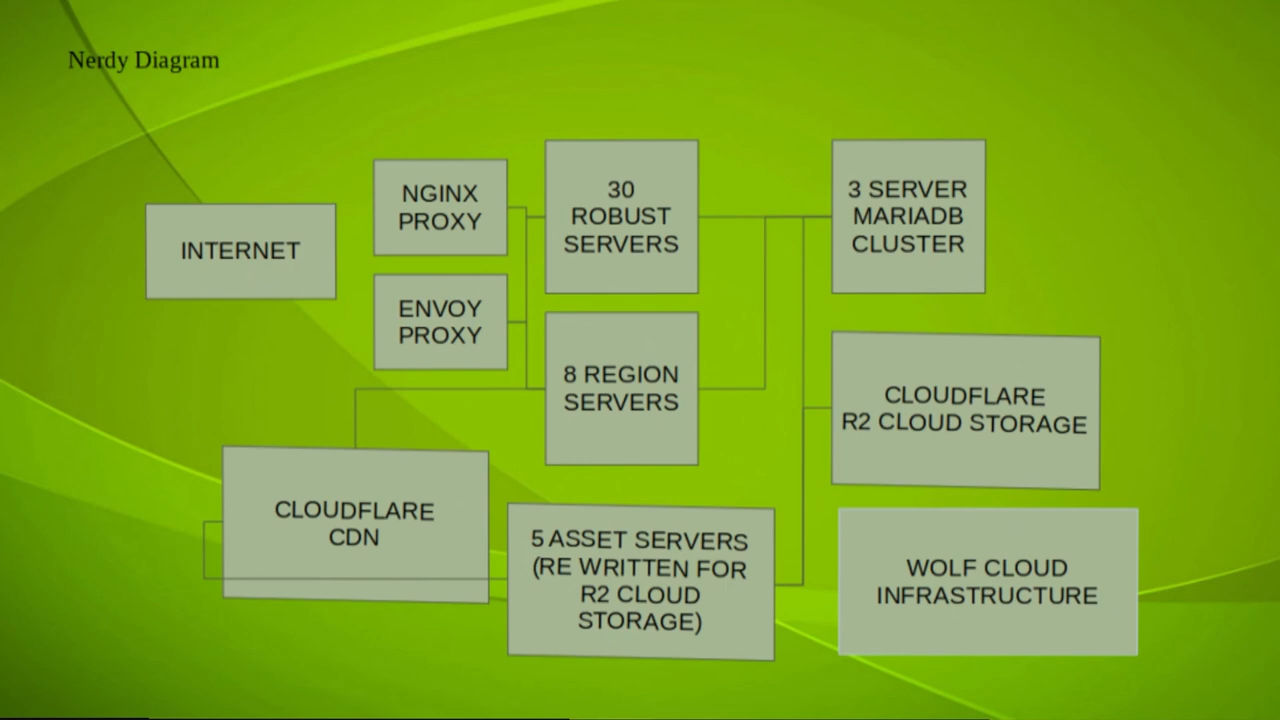 Nerdy Diagram
INTERNET
NGINX
PROXY
ENVOY
PROXY
30
ROBUST
SERVERS
8 REGION
SERVERS
3 SERVER
MARIADB
CLUSTER
CLOUDFLARE
R2 CLOUD STORAGE
CLOUDFLARE
CDN
5 ASSET SERVERS
(RE WRITTEN FOR
R2 CLOUD
STORAGE)
WOLF CLOUD
INFRASTRUCTURE